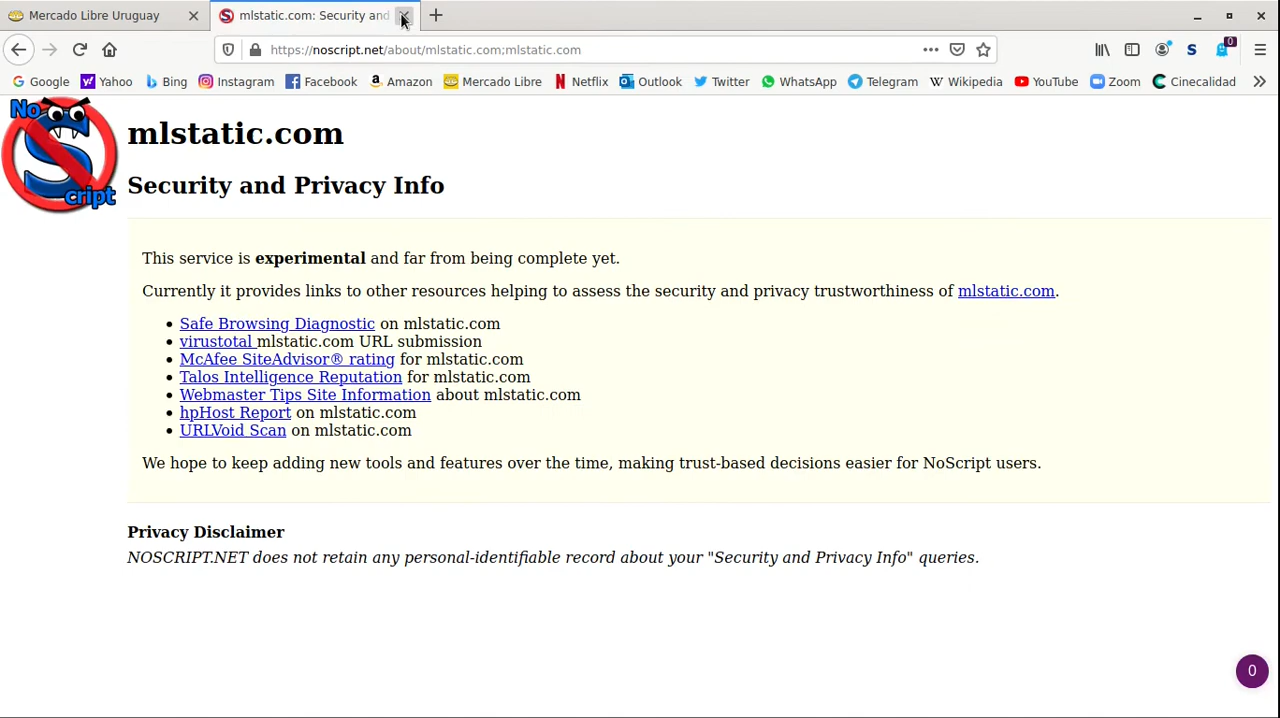 Mercado Libre Uruguay
mlstatic.com: Security and
https://noscript.net/about/mlstatic.com;mlstatic.com
S
0
Google Yahoo Bing Instagram Facebook Amazon Mercado Libre Netflix Outlook Twitter WhatsApp Telegram Wikipedia YouTube Zoom Cinecalidad
No
S
cript
mlstatic.com
Security and Privacy Info
This service is experimental and far from being complete yet.
Currently it provides links to other resources helping to assess the security and privacy trustworthiness of mlstatic.com.
• Safe Browsing Diagnostic on mlstatic.com
• virustotal mlstatic.com URL submission
• McAfee SiteAdvisor® rating for mlstatic.com
• Talos Intelligence Reputation for mlstatic.com
• Webmaster Tips Site Information about mlstatic.com
• hpHost Report on mlstatic.com
• URLVoid Scan on mlstatic.com
We hope to keep adding new tools and features over the time, making trust-based decisions easier for NoScript users.
Privacy Disclaimer
NOSCRIPT.NET does not retain any personal-identifiable record about your "Security and Privacy Info" queries.
0